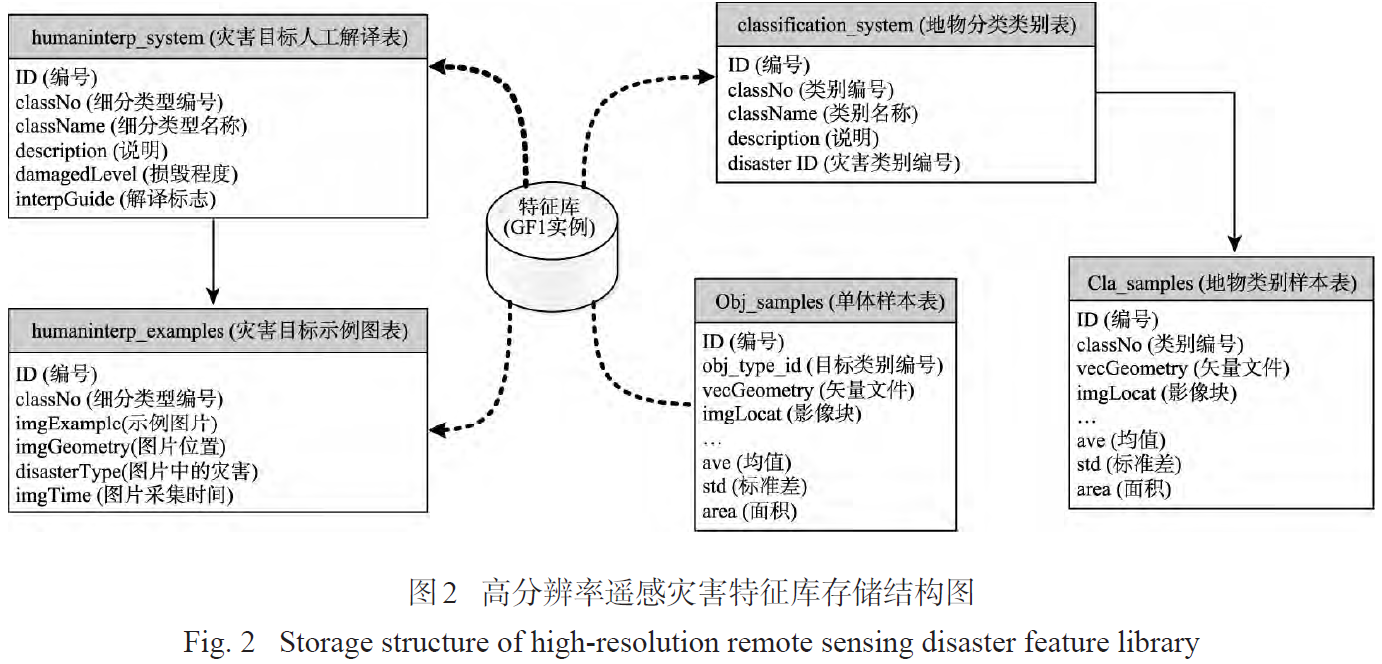 humaninterp_system (灾害目标人工解译表)
ID (编号)
classNo (细分类型编号)
className (细分类型名称)
description (说明)
damagedLevel (损毁程度)
interpGuide (解译标志)
humaninterp_examples (灾害目标示例图表)
ID (编号)
classNo (细分类型编号)
imgExamplc(示例图片)
imgGeometry(图片位置)
disasterType(图片中的灾害)
imgTime (图片采集时间)
特征库
(GF1实例)
classification_system (地物分类类别表)
ID (编号)
classNo (类别编号)
className (类别名称)
description (说明)
disaster ID (灾害类别编号)
Obj_samples (单体样本表)
ID (编号)
obj_type_id (目标类别编号)
vecGeometry (矢量文件)
imgLocat (影像块)
…
ave (均值)
std (标准差)
area (面积)
Cla_samples (地物类别样本表)
ID (编号)
classNo (类别编号)
vecGeometry (矢量文件)
imgLocat (影像块)
…
ave (均值)
std (标准差)
area (面积)
图2 高分辨率遥感灾害特征库存储结构图
Fig. 2 Storage structure of high-resolution remote sensing disaster feature library